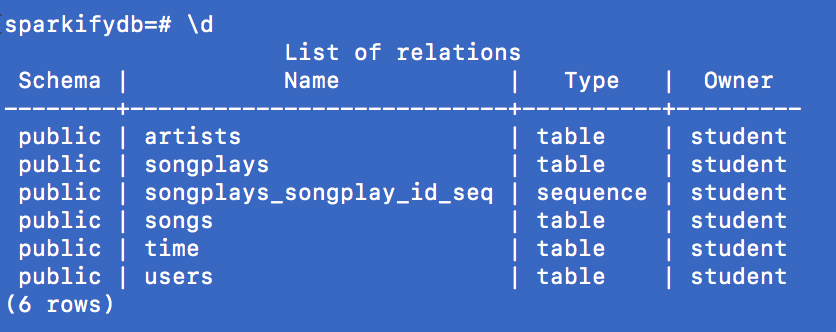 sparkifydb=# \d
                      List of relations
 Schema |            Name            |   Type   |  Owner
--------+----------------------------+----------+---------
 public | artists                    | table    | student
 public | songplays                  | table    | student
 public | songplays_songplay_id_seq | sequence | student
 public | songs                      | table    | student
 public | time                       | table    | student
 public | users                      | table    | student
(6 rows)